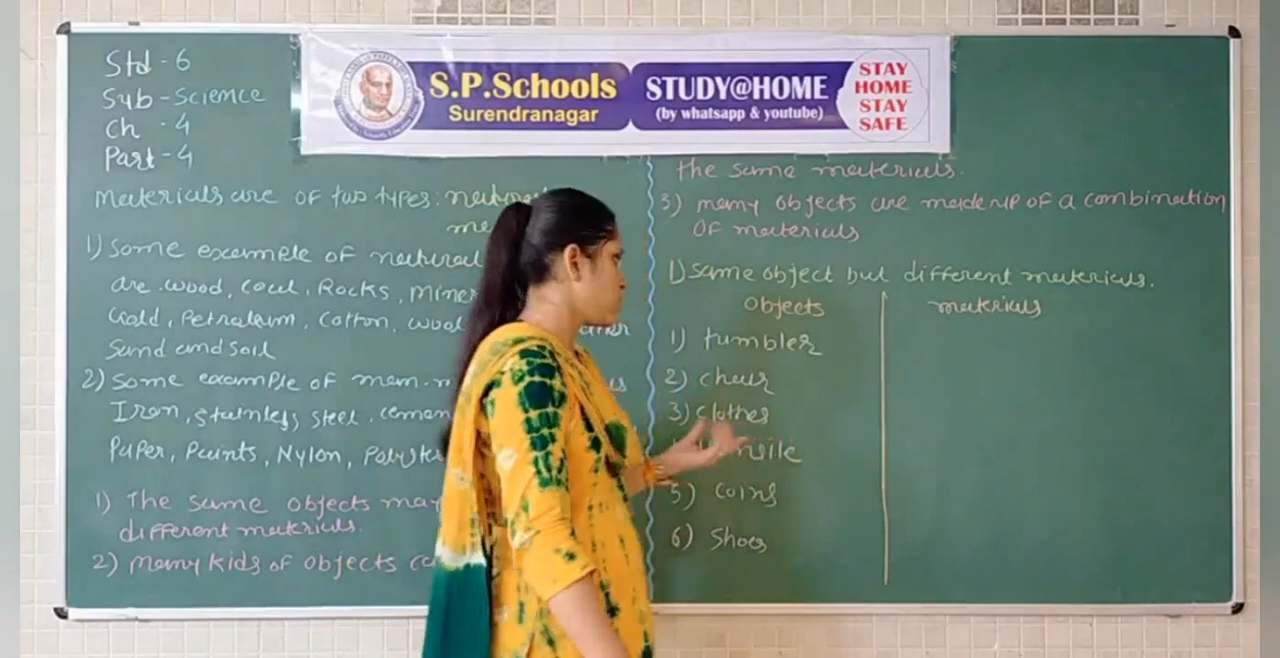 Std - 6
Sub - Science
Ch - 4
Part - 4
S.P.Schools
Surendranagar
STUDY@HOME
(by whatsapp & youtube)
STAY
HOME
STAY
SAFE
Materials are of two types:
1) Some example of natural
are wood, Coal, Rocks,
Gold, Petroleum, Cotton,
Sand and soil
2) Some example of man
Iron, Stainless, Steel,
Paper, Paints, Nylon,
1) The same objects may
different materials.
2) Many kids of objects
the same materials.
3) many objects are made up of a combination
of materials
1) same object but different materials.
Objects
materials
1) tumbler
2) chair
3) clothes
5) coins
6) shoes